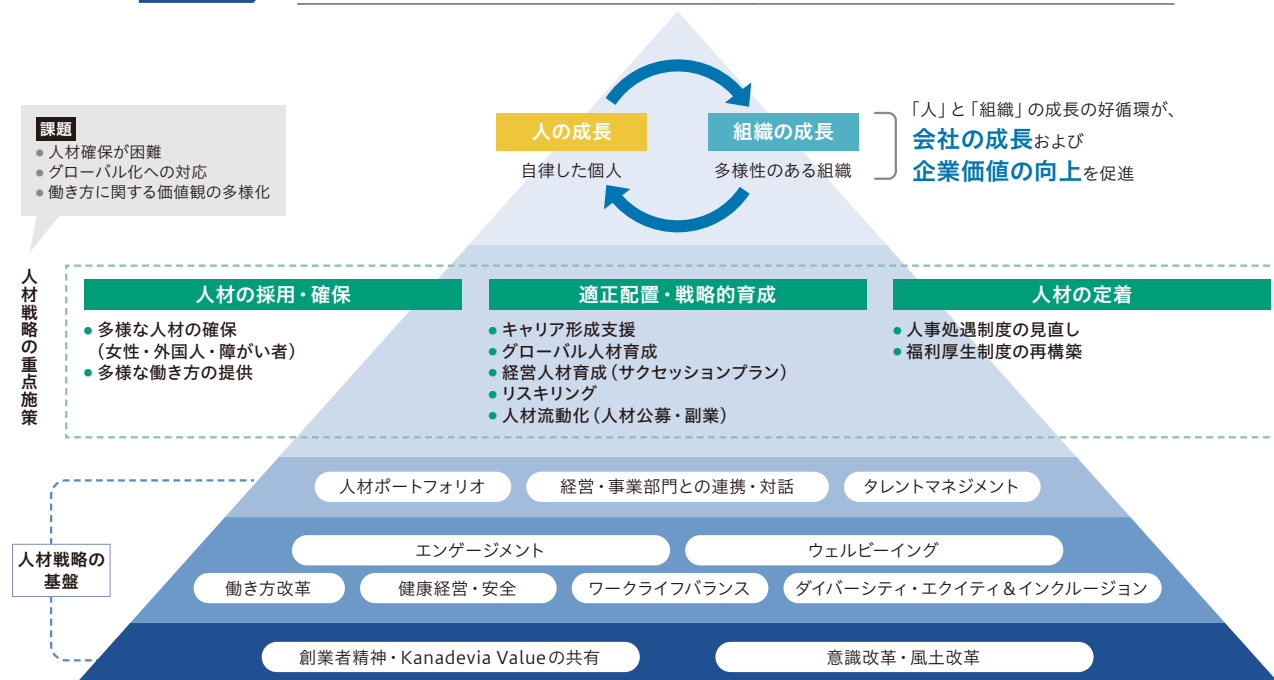 課題
● 人材確保が困難
● グローバル化への対応
● 働き方に関する価値観の多様化
人の成長
自律した個人
組織の成長
多様性のある組織
「人」と「組織」の成長の好循環が、
会社の成長および
企業価値の向上を促進
人材戦略の重点施策
人材の採用・確保
● 多様な人材の確保
（女性・外国人・障がい者）
● 多様な働き方の提供
適正配置・戦略的育成
● キャリア形成支援
● グローバル人材育成
● 経営人材育成（サクセッションプラン）
● リスキリング
● 人材流動化（人材公募・副業）
人材の定着
● 人事処遇制度の見直し
● 福利厚生制度の再構築
人材戦略の
基盤
人材ポートフォリオ
経営・事業部門との連携・対話
タレントマネジメント
エンゲージメント
ウェルビーイング
働き方改革
健康経営・安全
ワークライフバランス
ダイバーシティ・エクイティ＆インクルージョン
創業者精神・Kanadevia Valueの共有
意識改革・風土改革